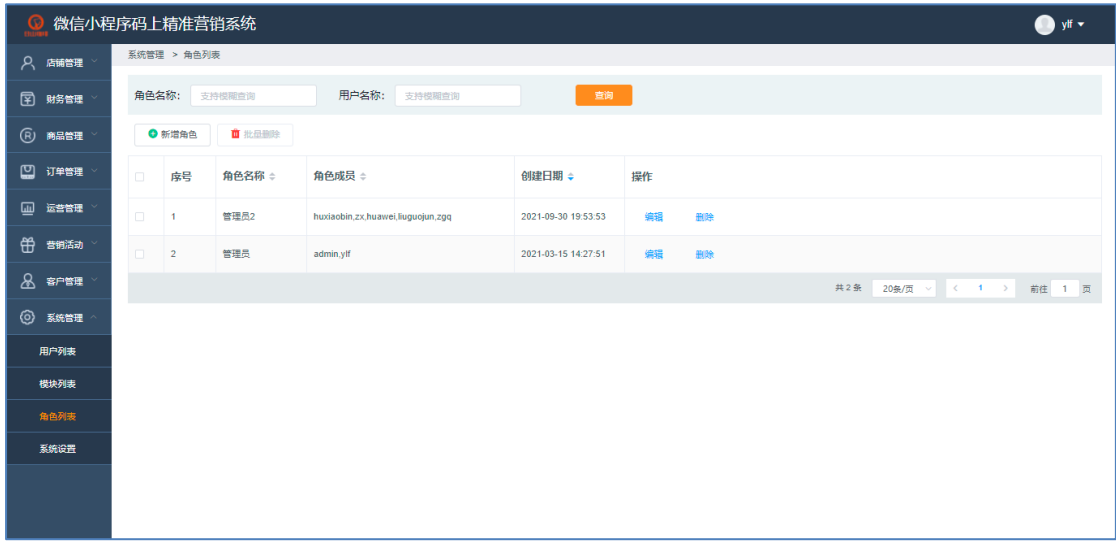 微信小程序码上精准营销系统
ylf
店铺管理
财务管理
商品管理
订单管理
运营管理
营销活动
客户管理
系统管理
用户列表
模块列表
角色列表
系统设置
系统管理 > 角色列表
角色名称: 支持模糊查询 用户名称: 支持模糊查询 查询
新增角色 批量删除
序号 角色名称 角色成员 创建日期 操作
1 管理员2 huxiaobin,zx,huawei,liuguojun,zgq 2021-09-30 19:53:53 编辑 删除
2 管理员 admin,ylf 2021-03-15 14:27:51 编辑 删除
共 2 条 20条/页 < 1 > 前往 1 页